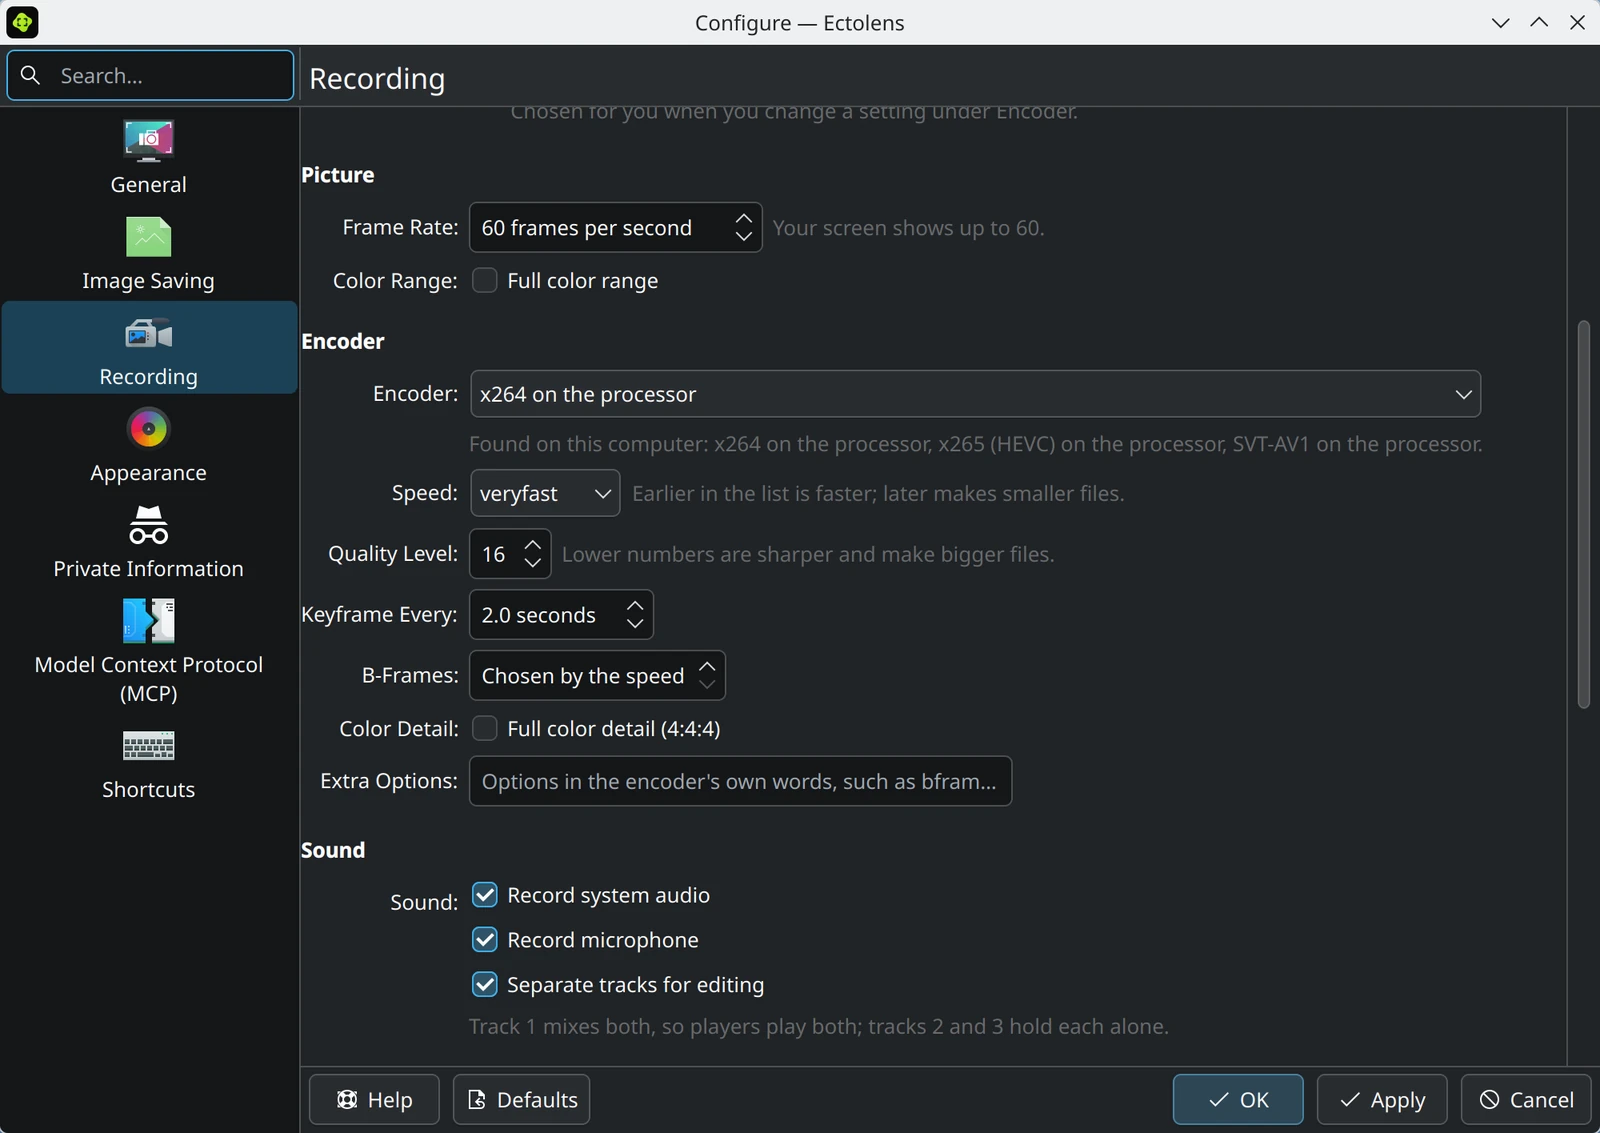 Configure — Ectolens
Search...
Recording
General
Image Saving
Recording
Appearance
Private Information
Model Context Protocol
(MCP)
Shortcuts
Chosen for you when you change a setting under Encoder.
Picture
Frame Rate: 60 frames per second Your screen shows up to 60.
Color Range: Full color range
Encoder
Encoder: x264 on the processor
Found on this computer: x264 on the processor, x265 (HEVC) on the processor, SVT-AV1 on the processor.
Speed: veryfast Earlier in the list is faster; later makes smaller files.
Quality Level: 16 Lower numbers are sharper and make bigger files.
Keyframe Every: 2.0 seconds
B-Frames: Chosen by the speed
Color Detail: Full color detail (4:4:4)
Extra Options: Options in the encoder's own words, such as bfram...
Sound
Sound: Record system audio
Record microphone
Separate tracks for editing
Track 1 mixes both, so players play both; tracks 2 and 3 hold each alone.
Help Defaults OK Apply Cancel